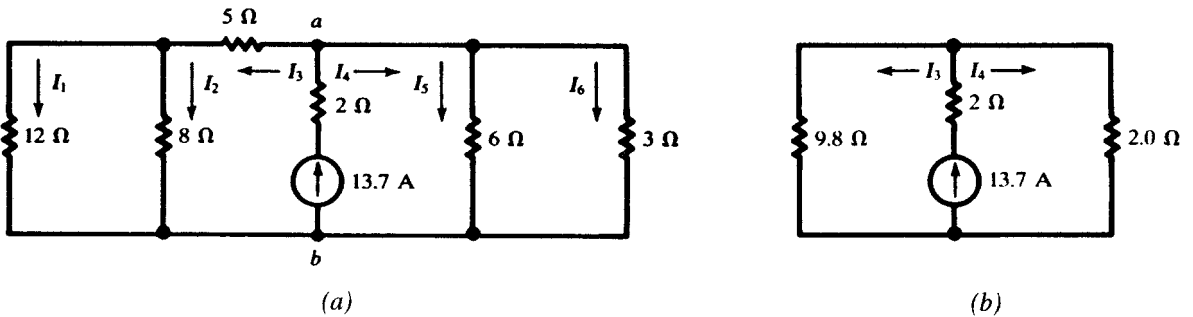 5 Ω
a
I₁
I₂
I₃
I₄
I₅
I₆
2 Ω
12 Ω
8 Ω
6 Ω
3 Ω
13.7 A
b
(a)
I₃
I₄
2 Ω
9.8 Ω
2.0 Ω
13.7 A
(b)